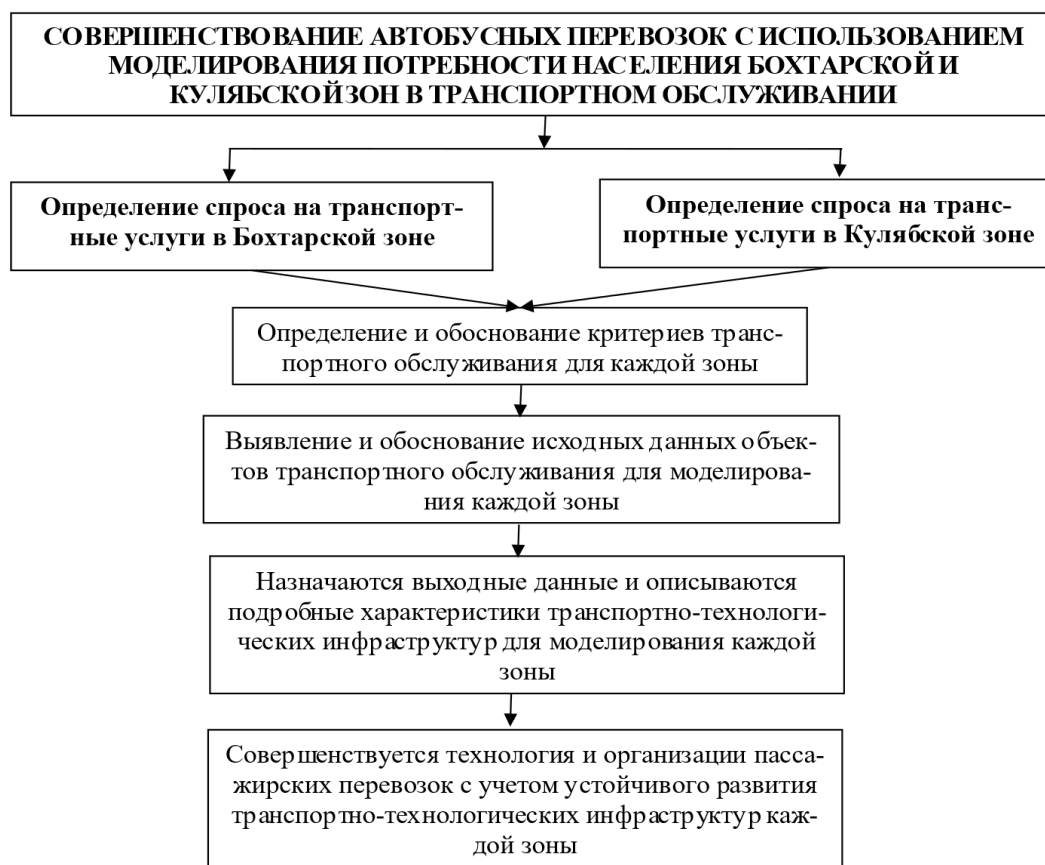 СОВЕРШЕНСТВОВАНИЕ АВТОБУСНЫХ ПЕРЕВОЗОК С ИСПОЛЬЗОВАНИЕМ
МОДЕЛИРОВАНИЯ ПОТРЕБНОСТИ НАСЕЛЕНИЯ БОХТАРСКОЙ И
КУЛЯБСКОЙ ЗОН В ТРАНСПОРТНОМ ОБСЛУЖИВАНИИ
Определение спроса на транспорт-
ные услуги в Бохтарской зоне
Определение спроса на транс-
портные услуги в Кулябской зоне
Определение и обоснование критериев транс-
портного обслуживания для каждой зоны
Выявление и обоснование исходных данных объек-
тов транспортного обслуживания для моделирова-
ния каждой зоны
Назначаются выходные данные и описываются
подробные характеристики транспортно-технологи-
ческих инфраструктур для моделирования каждой
зоны
Совершенствуется технология и организации пасса-
жирских перевозок с учетом устойчивого развития
транспортно-технологических инфраструктур каж-
дой зоны